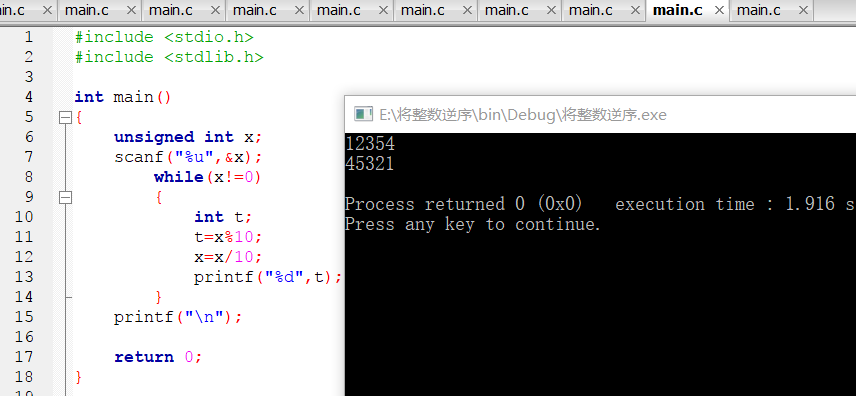 in.c main.c main.c main.c main.c main.c main.c main.c main.c
1 #include <stdio.h>
2 #include <stdlib.h>
3
4 int main()
5 {
6 unsigned int x;
7 scanf("%u",&x);
8 while(x!=0)
9 {
10 int t;
11 t=x%10;
12 x=x/10;
13 printf("%d",t);
14 }
15 printf("\n");
16
17 return 0;
18 }
E:\将整数逆序\bin\Debug\将整数逆序.exe
12354
45321
Process returned 0 (0x0) execution time : 1.916 s
Press any key to continue.